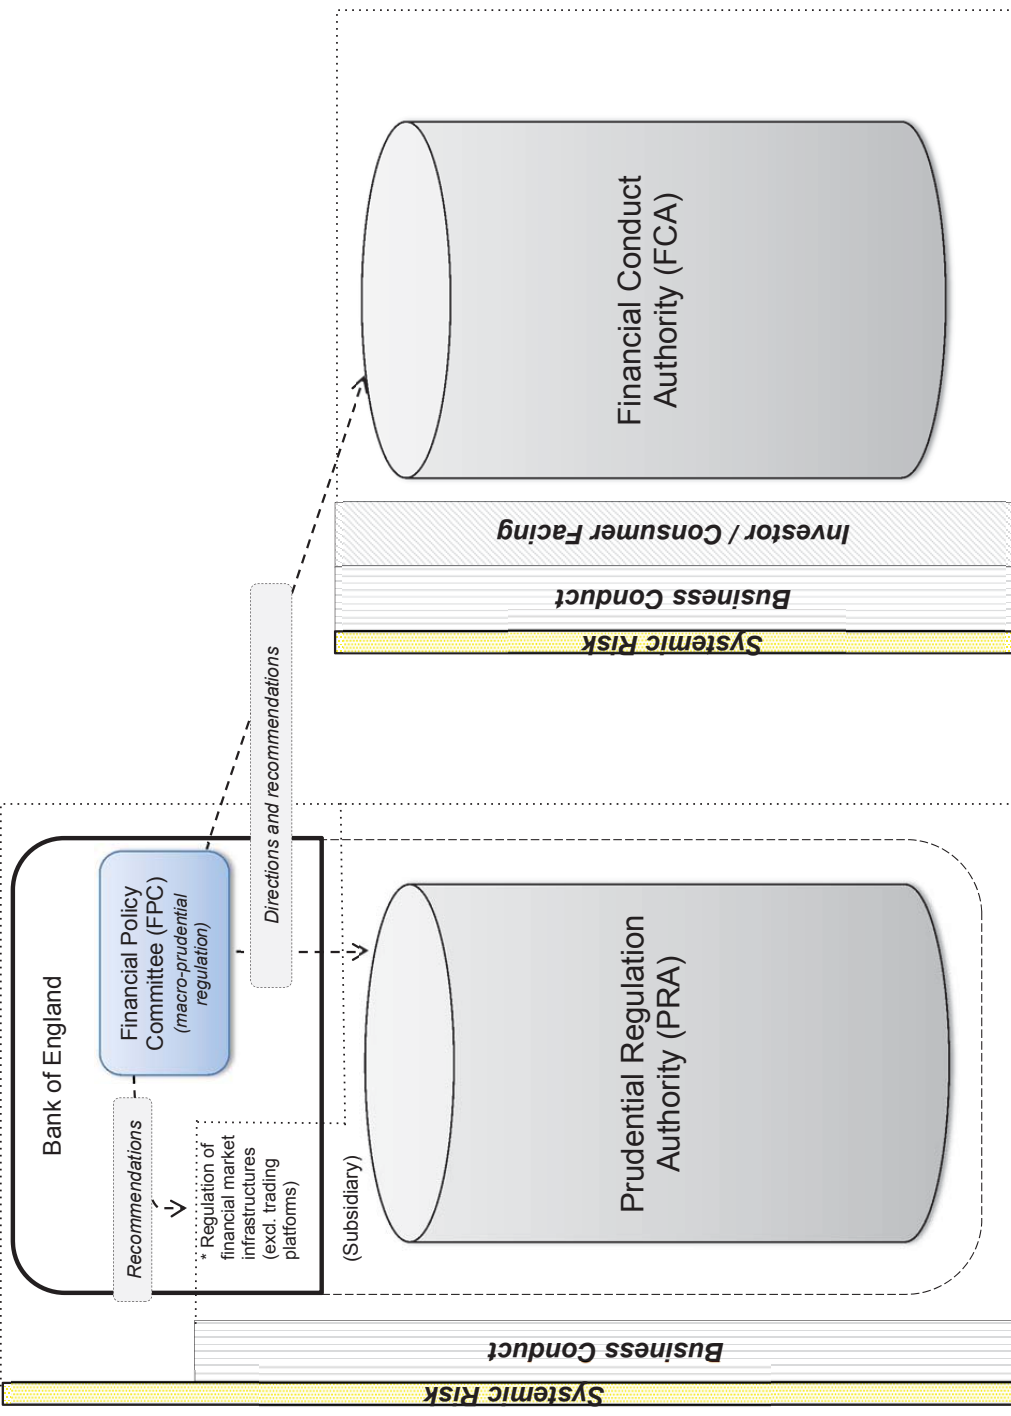 Bank of England
Financial Policy
Committee (FPC)
(macro-prudential
regulation)
Recommendations
* Regulation of
financial market
infrastructures
(excl. trading
platforms)
Directions and recommendations
(Subsidiary)
Prudential Regulation
Authority (PRA)
Business Conduct
Systemic Risk
Financial Conduct
Authority (FCA)
Investor / Consumer Facing
Business Conduct
Systemic Risk